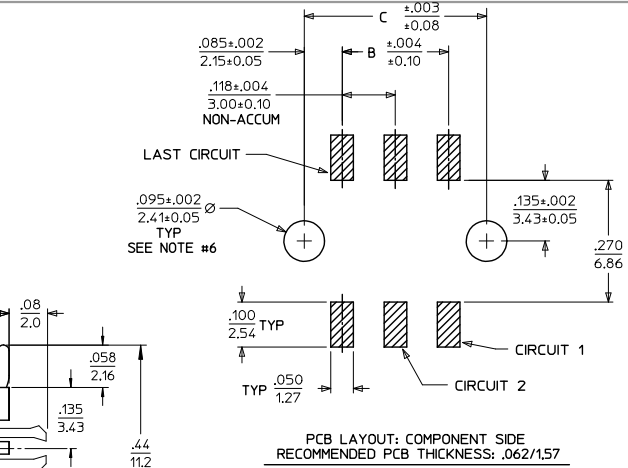 C ±.003
±0.08
.085±.002
2.15±0.05
B ±.004
±0.10
.118±.004
3.00±0.10
NON-ACCUM
LAST CIRCUIT
.135±.002
3.43±0.05
.095±.002
2.41±0.05 Ø
TYP
SEE NOTE #6
.270
6.86
.08
2.0
.100
2.54 TYP
.058
2.16
CIRCUIT 1
TYP .050
1.27
CIRCUIT 2
.135
3.43
.44
11.2
PCB LAYOUT: COMPONENT SIDE
RECOMMENDED PCB THICKNESS: .062/1.57